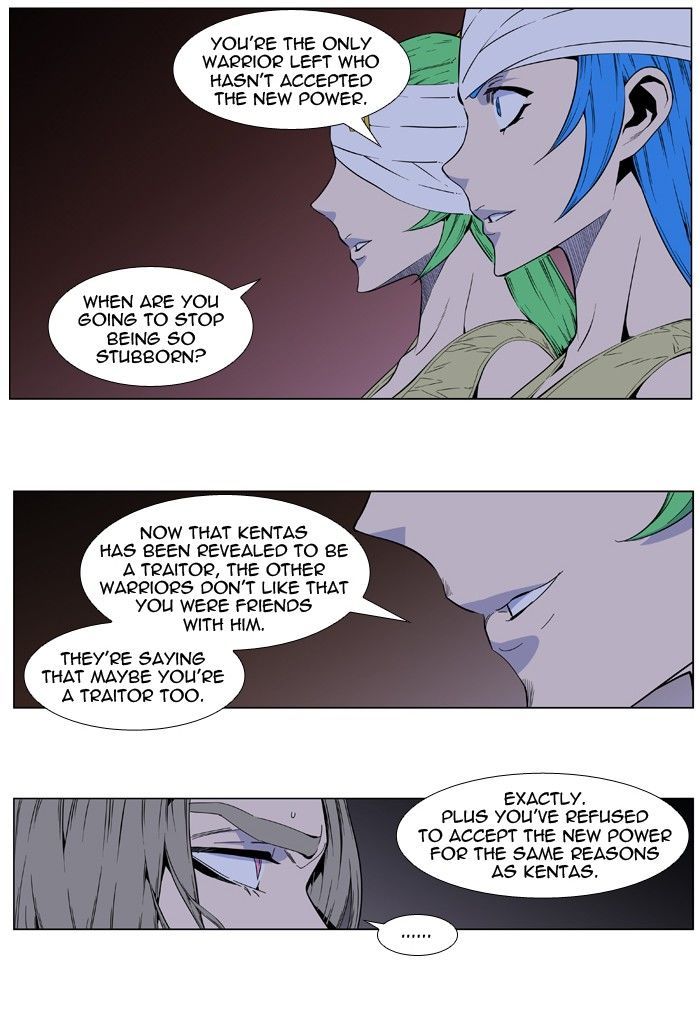 YOU'RE THE ONLY
WARRIOR LEFT WHO
HASN'T ACCEPTED
THE NEW POWER.
WHEN ARE YOU
GOING TO STOP
BEING SO
STUBBORN?
NOW THAT KENTAS
HAS BEEN REVEALED TO BE
A TRAITOR, THE OTHER
WARRIORS DON'T LIKE THAT
YOU WERE FRIENDS
WITH HIM.
THEY'RE SAYING
THAT MAYBE YOU'RE
A TRAITOR TOO.
EXACTLY.
PLUS YOU'VE REFUSED
TO ACCEPT THE NEW POWER
FOR THE SAME REASONS
AS KENTAS.
......